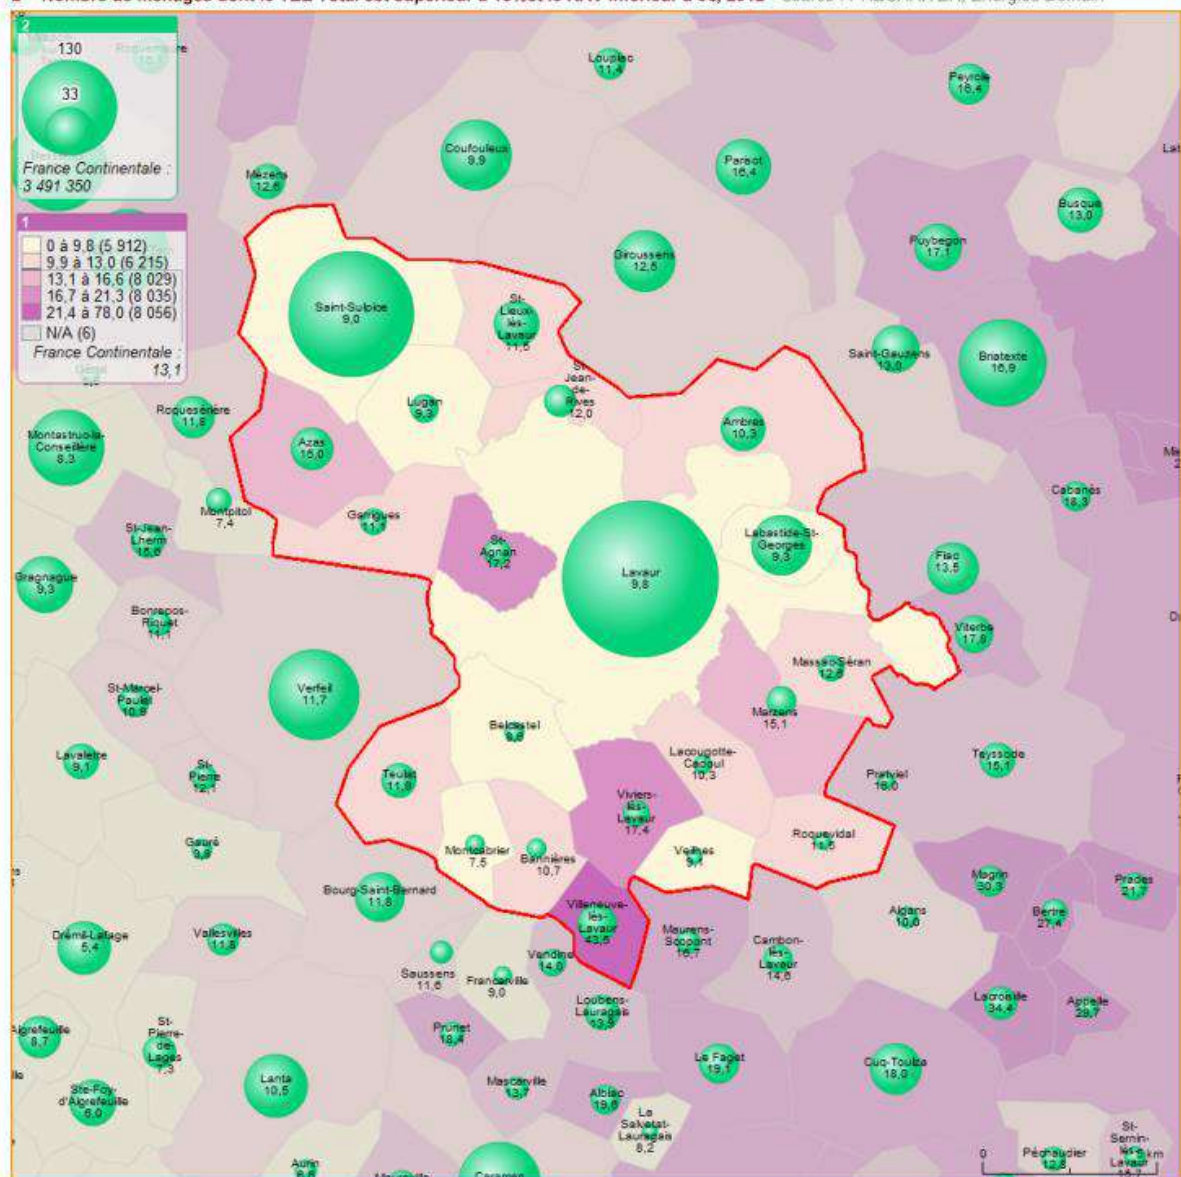 2
130
33
France Continentale :
3 491 350
1
0 à 9,8 (5 912)
9,9 à 13,0 (6 215)
13,1 à 16,6 (8 029)
16,7 à 21,3 (8 035)
21,4 à 78,0 (8 056)
N/A (6)
France Continentale :
13,1
Loupiac
11,4
Peyrole
16,4
Coufouleux
9,9
Parisot
16,4
Mézens
12,6
Busque
13,0
Puybegon
17,1
Giroussens
12,5
Saint-Sulpice
9,0
St-
Lieux-
lès-
Lavaur
11,5
Saint-Gauzens
13,0
Briatexte
16,9
St-
Jean-
de-
Rives
12,0
Lugan
9,3
Roquesérière
11,8
Ambres
10,3
Montastruc-la-
Conseillère
8,3
Azas
15,0
Cabanès
18,3
Montpitol
7,4
Garrigues
11,1
St-Jean-
Lherm
15,6
St-
Agnan
17,2
Labastide-St-
Georges
9,3
Fiac
13,5
Lavaur
9,8
Gragnague
9,3
Bonrepos-
Riquet
11,1
Viterbe
17,8
Massac-Séran
12,6
Verfeil
11,7
St-Marcel-
Paulel
10,9
Marzens
15,1
Belcastel
Lavalette
9,1
St-
Pierre
12,1
Teulat
11,8
Lacougotte-
Cadoul
10,3
Teyssode
15,1
Pratviel
16,0
Viviers-
lès-
Lavaur
17,4
Roquevidal
11,5
Gauré
Montcabrier
7,5
Bannières
10,7
Veilhes
9,1
Magrin
30,3
Prades
21,7
Bourg-Saint-Bernard
11,8
Villeneuve-
lès-
Lavaur
43,5
Algans
10,6
Bertre
27,4
Drémil-Lafage
5,4
Vallesvilles
11,8
Maurens-
Scopont
16,7
Cambon-
lès-
Lavaur
14,6
Vendine
14,0
Saussens
11,6
Francarville
9,0
Loubens-
Lauragais
13,9
Lacroisille
34,4
Appelle
29,7
Aigrefeuille
8,7
St-
Pierre-
de-
Lages
7,3
Prunet
18,4
Le Faget
19,1
Cuq-Toulza
18,0
Lanta
10,5
Mascarville
13,7
Ste-Foy-
d'Aigrefeuille
6,0
Albiac
19,6
La
Salvetat-
Lauragais
8,2
Aurin
Caraman
Péchaudier
12,8
St-
Sernin-
lès-
Lavaur
0
km